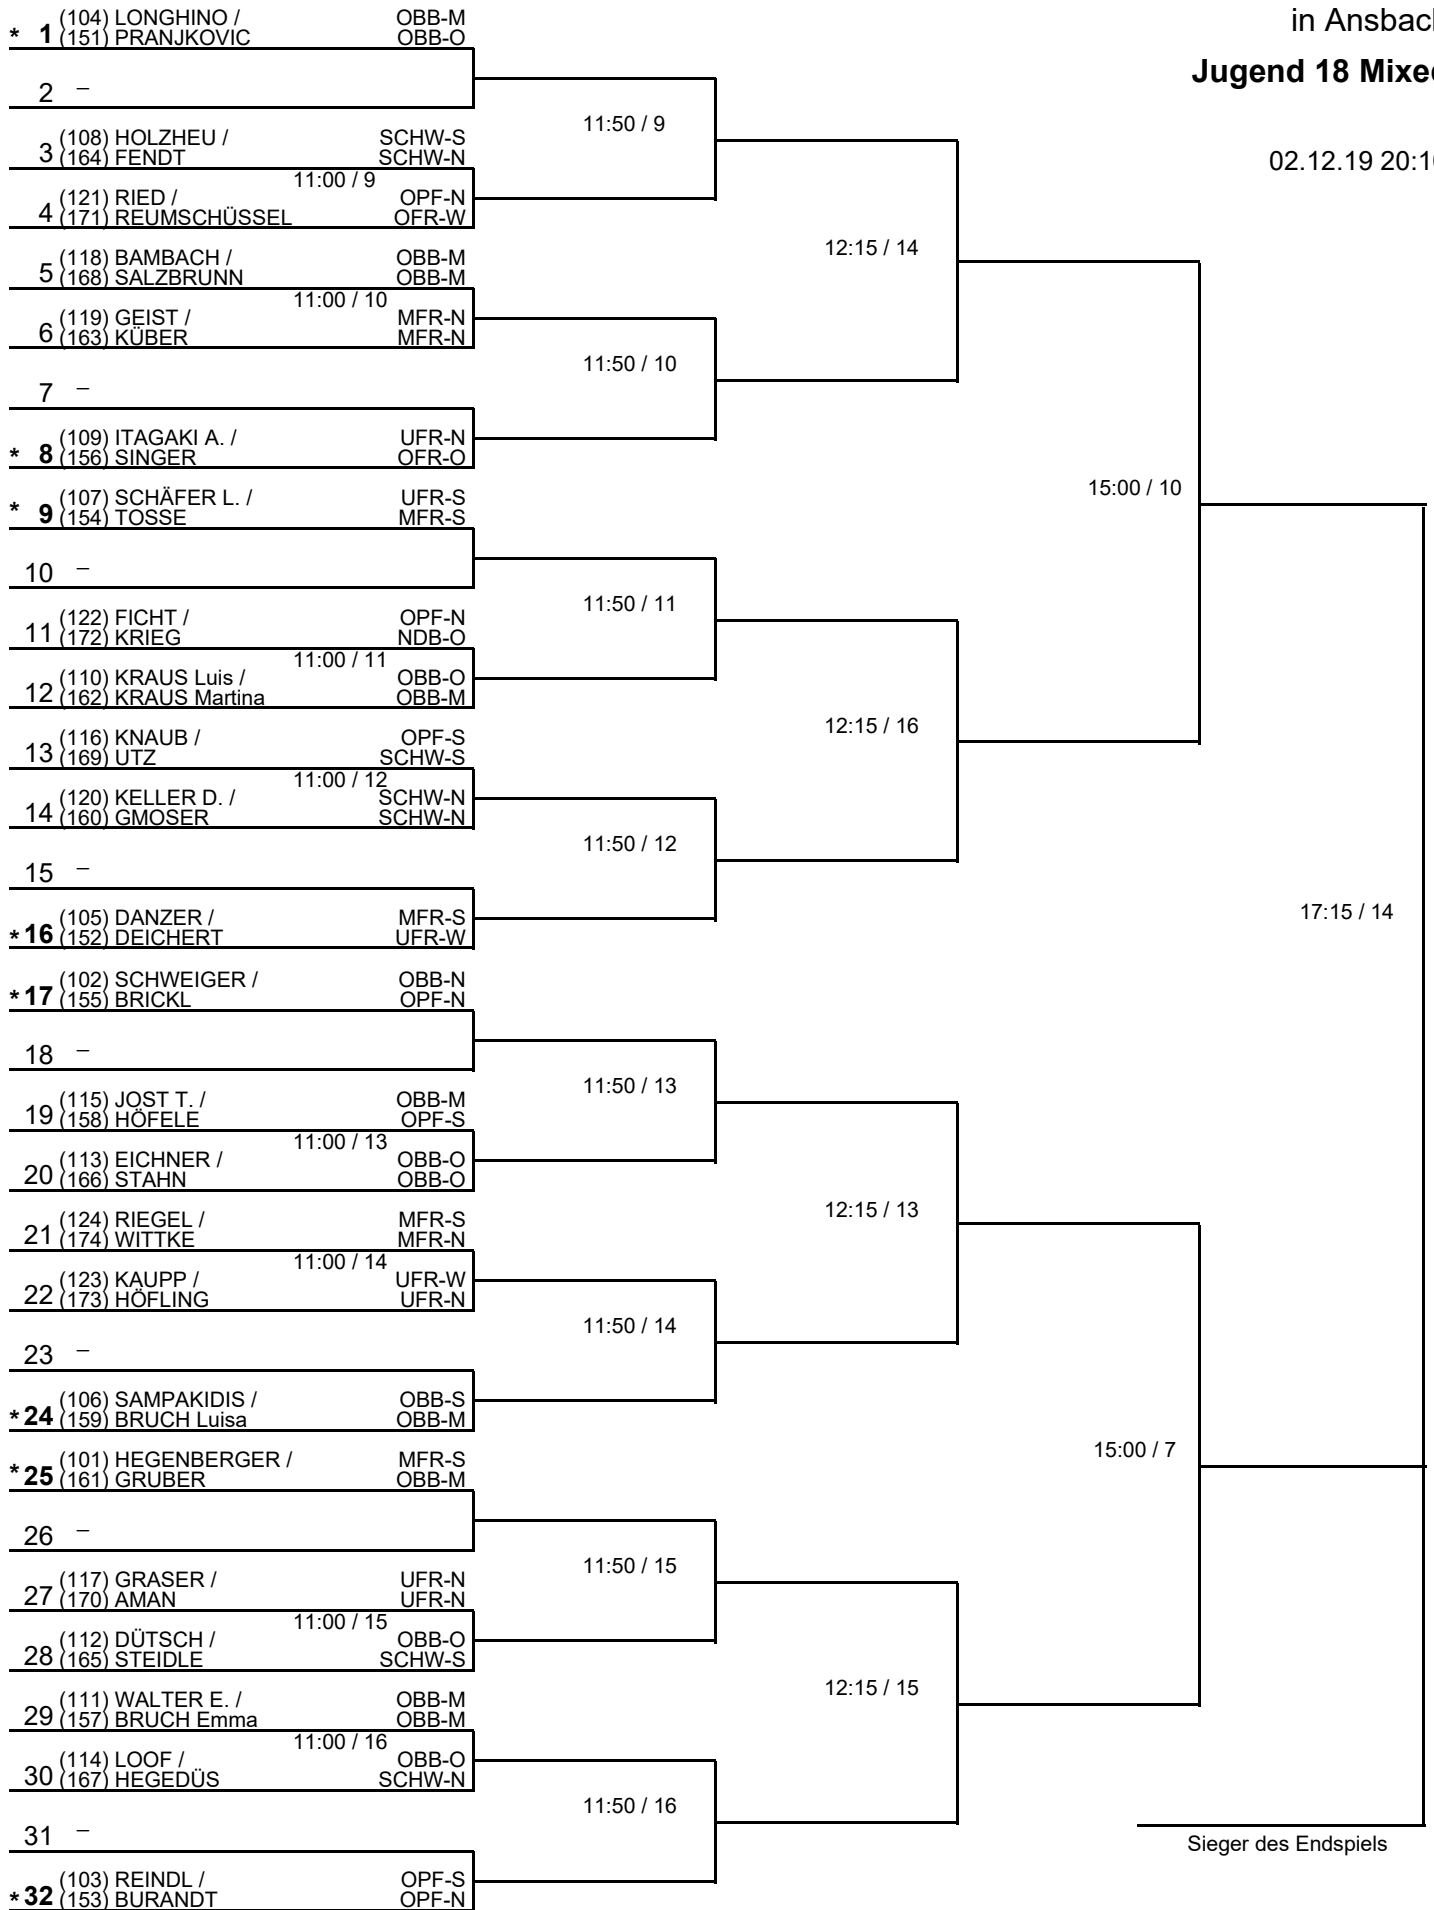 in Ansbach
Jugend 18 Mixed
02.12.19 20:10
* 1 (104) LONGHINO / OBB-M
(151) PRANJKOVIC OBB-O
2 –
11:50 / 9
3 (108) HOLZHEU / SCHW-S
(164) FENDT SCHW-N
11:00 / 9
4 (121) RIED / OPF-N
(171) REUMSCHÜSSEL OFR-W
12:15 / 14
5 (118) BAMBACH / OBB-M
(168) SALZBRUNN OBB-M
11:00 / 10
6 (119) GEIST / MFR-N
(163) KÜBER MFR-N
11:50 / 10
7 –
* 8 (109) ITAGAKI A. / UFR-N
(156) SINGER OFR-O
15:00 / 10
* 9 (107) SCHÄFER L. / UFR-S
(154) TOSSE MFR-S
10 –
11:50 / 11
11 (122) FICHT / OPF-N
(172) KRIEG NDB-O
11:00 / 11
12 (110) KRAUS Luis / OBB-O
(162) KRAUS Martina OBB-M
12:15 / 16
13 (116) KNAUB / OPF-S
(169) UTZ SCHW-S
11:00 / 12
14 (120) KELLER D. / SCHW-N
(160) GMOSER SCHW-N
11:50 / 12
15 –
* 16 (105) DANZER / MFR-S
(152) DEICHERT UFR-W
17:15 / 14
* 17 (102) SCHWEIGER / OBB-N
(155) BRICKL OPF-N
18 –
11:50 / 13
19 (115) JOST T. / OBB-M
(158) HÖFELE OPF-S
11:00 / 13
20 (113) EICHNER / OBB-O
(166) STAHN OBB-O
12:15 / 13
21 (124) RIEGEL / MFR-S
(174) WITTKE MFR-N
11:00 / 14
22 (123) KAUPP / UFR-W
(173) HÖFLING UFR-N
11:50 / 14
23 –
* 24 (106) SAMPAKIDIS / OBB-S
(159) BRUCH Luisa OBB-M
15:00 / 7
* 25 (101) HEGENBERGER / MFR-S
(161) GRUBER OBB-M
26 –
11:50 / 15
27 (117) GRASER / UFR-N
(170) AMAN UFR-N
11:00 / 15
28 (112) DÜTSCH / OBB-O
(165) STEIDLE SCHW-S
12:15 / 15
29 (111) WALTER E. / OBB-M
(157) BRUCH Emma OBB-M
11:00 / 16
30 (114) LOOF / OBB-O
(167) HEGEDÜS SCHW-N
11:50 / 16
31 –
Sieger des Endspiels
* 32 (103) REINDL / OPF-S
(153) BURANDT OPF-N